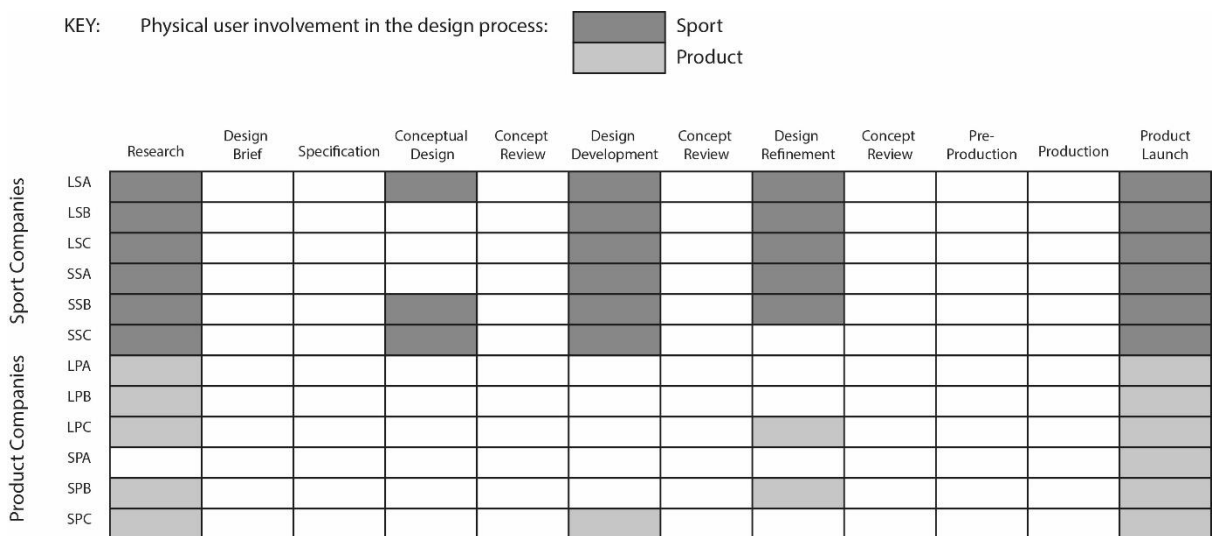 KEY: Physical user involvement in the design process: Sport
Product
Research Design Brief Specification Conceptual Design Concept Review Design Development Concept Review Design Refinement Concept Review Pre-Production Production Product Launch
Sport Companies
LSA
LSB
LSC
SSA
SSB
SSC
Product Companies
LPA
LPB
LPC
SPA
SPB
SPC